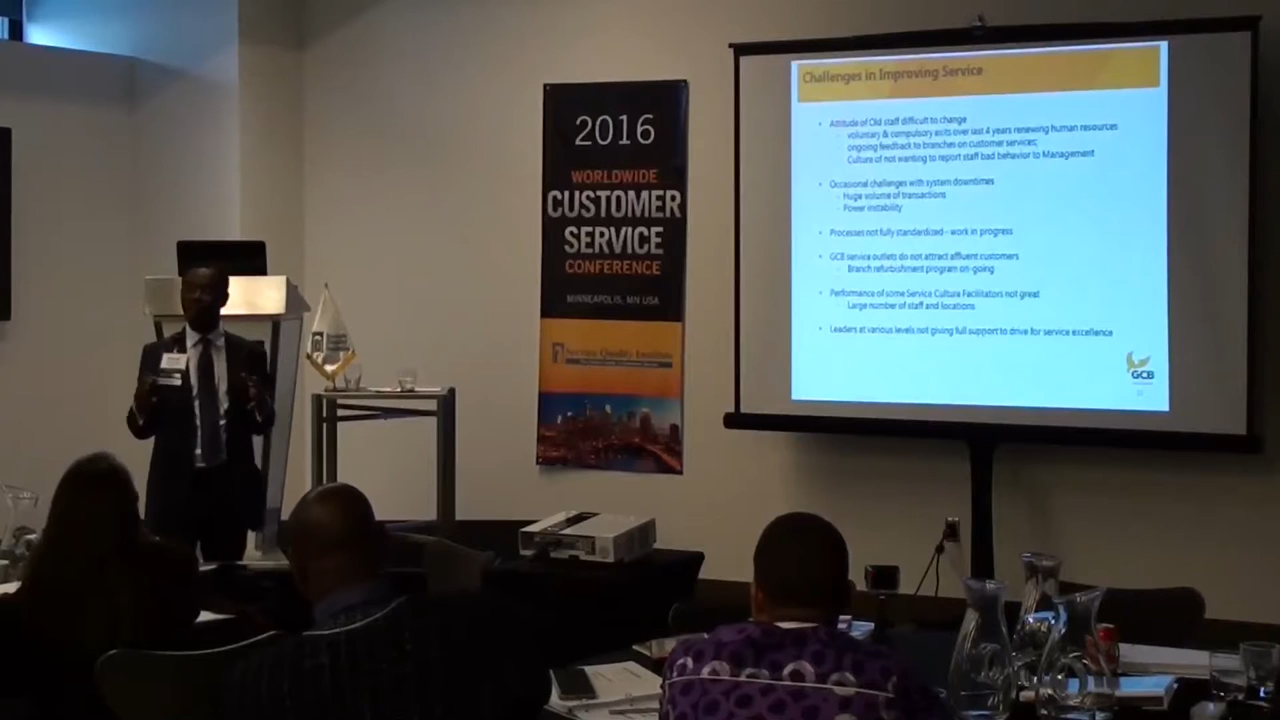 2016
WORLDWIDE
CUSTOMER
SERVICE
CONFERENCE
MINNEAPOLIS, MN USA
Service Quality Institute
Challenges in Improving Service
• Attitude of Old staff difficult to change
- voluntary & compulsory exits over last 4 years renewing human resources
- ongoing feedback to branches on customer services;
Culture of not wanting to report staff bad behavior to Management
• Occasional challenges with system downtimes
- Huge volume of transactions
- Power instability
• Processes not fully standardized - work in progress
• GCB service outlets do not attract affluent customers
- Branch refurbishment program on-going
• Performance of some Service Culture Facilitators not great
- Large number of staff and locations
• Leaders at various levels not giving full support to drive for service excellence
GCB